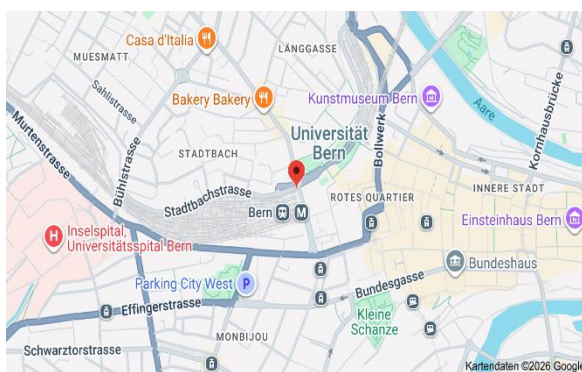 Casa d'Italia
LÄNGGASSE
MUESMATT
Sahlistrasse
Bakery Bakery
Kunstmuseum Bern
Aare
Kornhausbrücke
Murtenstrasse
Bühlstrasse
STADTBACH
Universität
Bern
Bollwerk
Stadtbachstrasse
ROTES QUARTIER
INNERE STADT
Bern
M
Einsteinhaus Bern
H
Inselspital,
Universitätsspital Bern
Bundeshaus
Parking City West
P
Bundesgasse
Effingerstrasse
Kleine
Schanze
MONBIJOU
Schwarztorstrasse
Kartendaten ©2026 Google